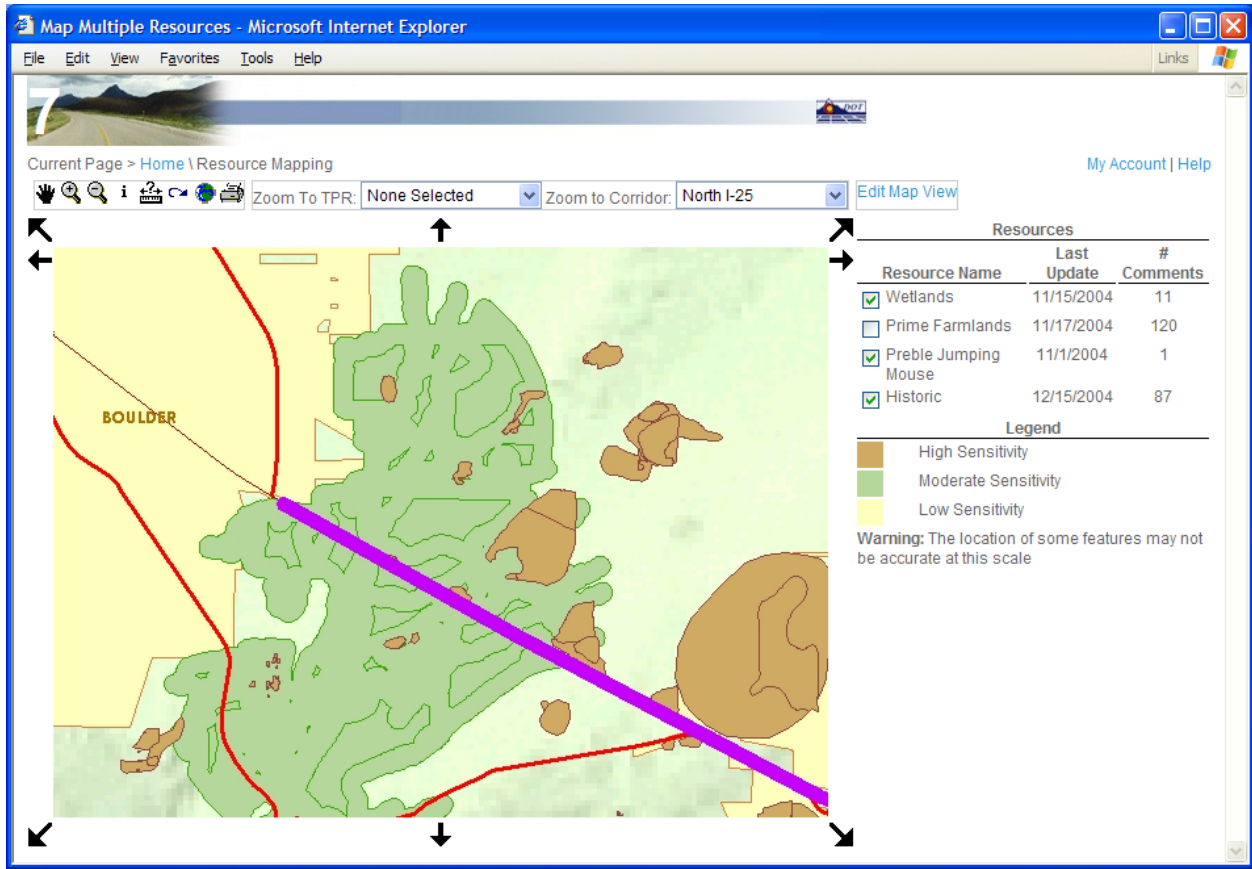 Map Multiple Resources - Microsoft Internet Explorer
File Edit View Favorites Tools Help Links
7
DOT
Current Page > Home \ Resource Mapping My Account | Help
i ? Zoom To TPR: None Selected Zoom to Corridor: North I-25 Edit Map View
Resources
Resource Name Last Update # Comments
Wetlands 11/15/2004 11
Prime Farmlands 11/17/2004 120
Preble Jumping Mouse 11/1/2004 1
Historic 12/15/2004 87
BOULDER
Legend
High Sensitivity
Moderate Sensitivity
Low Sensitivity
Warning: The location of some features may not
be accurate at this scale